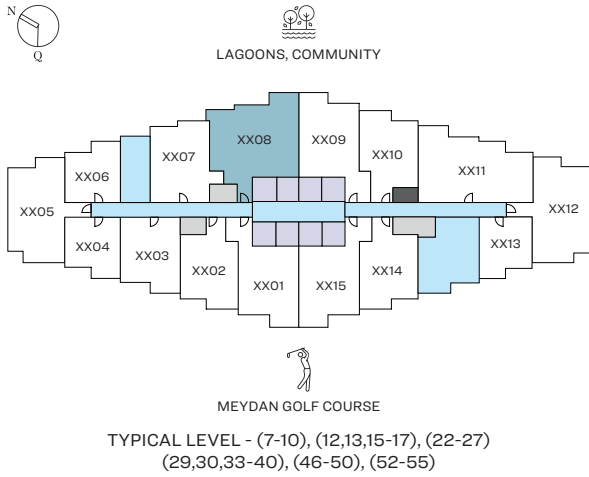 N
Q
LAGOONS, COMMUNITY
XX08
XX09
XX07
XX10
XX11
XX06
XX05
XX12
XX04
XX03
XX02
XX01
XX15
XX14
XX13
MEYDAN GOLF COURSE
TYPICAL LEVEL - (7-10), (12,13,15-17), (22-27)
(29,30,33-40), (46-50), (52-55)